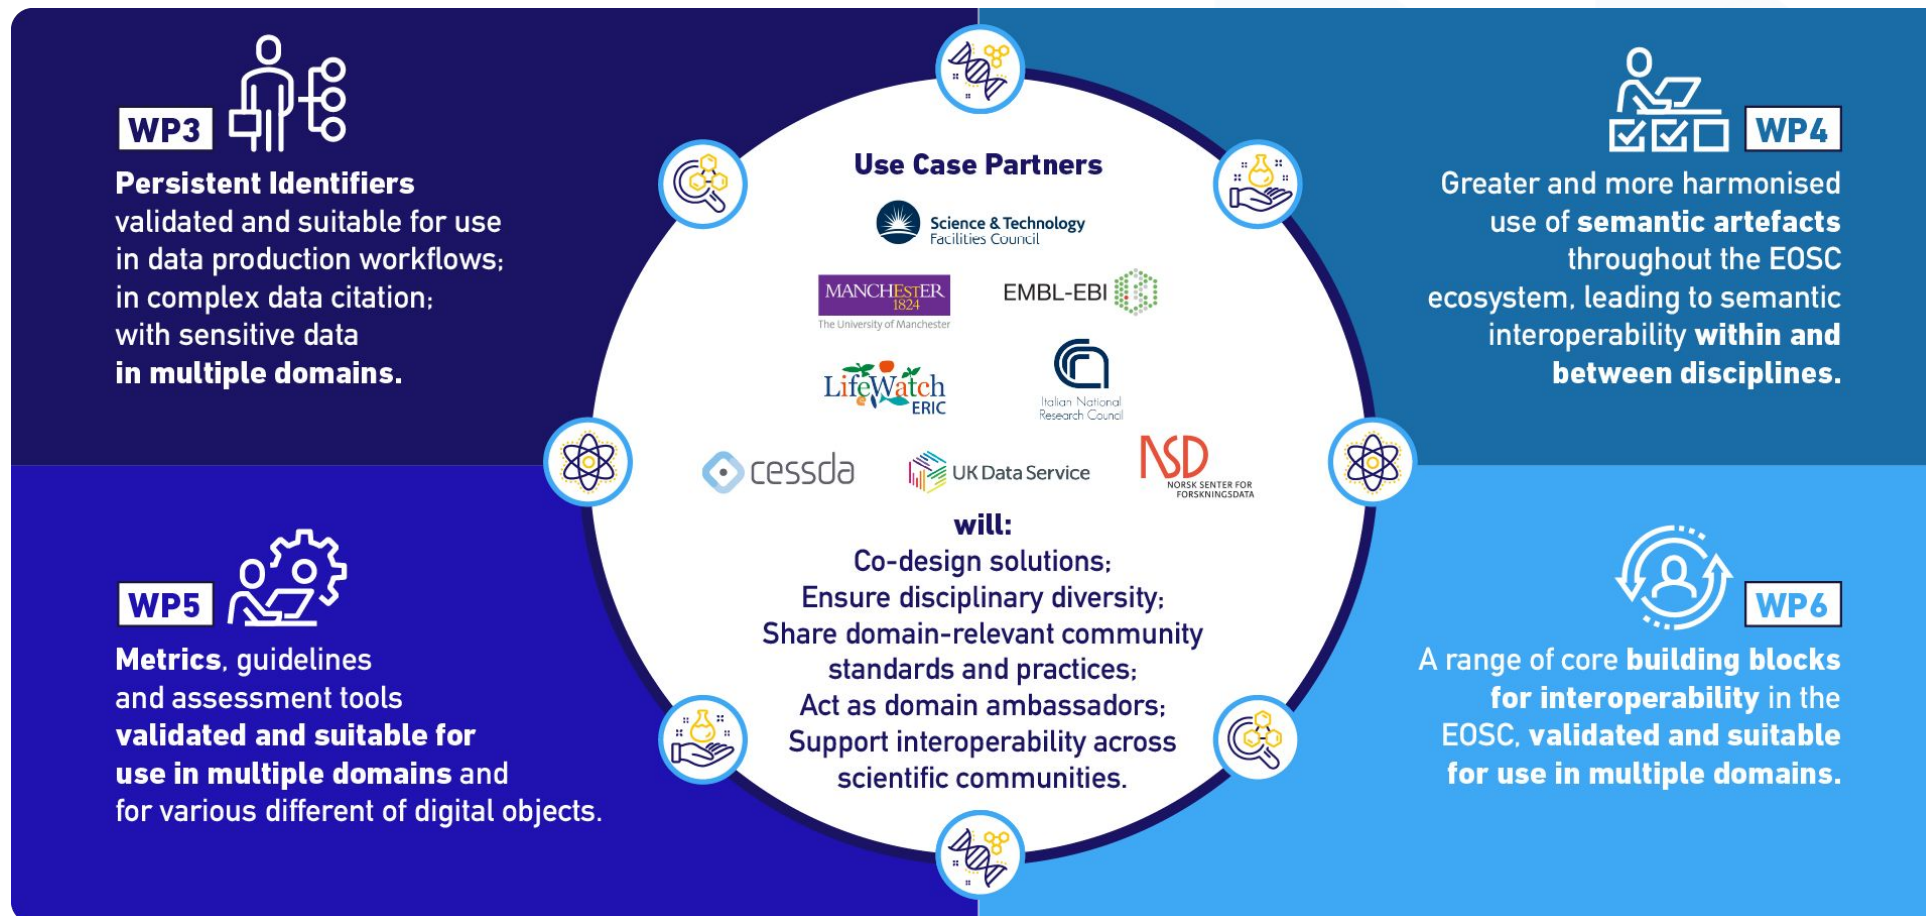 WP3
Persistent Identifiers
validated and suitable for use
in data production workflows;
in complex data citation;
with sensitive data
in multiple domains.
WP4
Greater and more harmonised
use of semantic artefacts
throughout the EOSC
ecosystem, leading to semantic
interoperability within and
between disciplines.
Use Case Partners
Science & Technology
Facilities Council
MANCHESTER
1824
The University of Manchester
EMBL-EBI
LifeWatch
ERIC
Italian National
Research Council
cessda
UK Data Service
NSD
NORSK SENTER FOR
FORSKNINGSDATA
will:
Co-design solutions;
Ensure disciplinary diversity;
Share domain-relevant community
standards and practices;
Act as domain ambassadors;
Support interoperability across
scientific communities.
WP5
Metrics, guidelines
and assessment tools
validated and suitable for
use in multiple domains and
for various different of digital objects.
WP6
A range of core building blocks
for interoperability in the
EOSC, validated and suitable
for use in multiple domains.